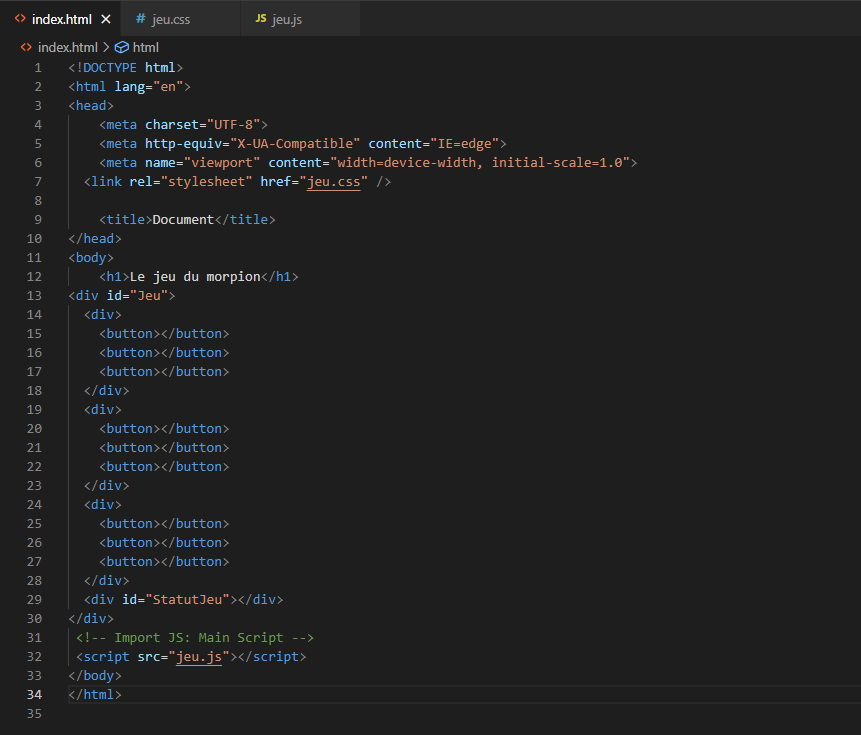 index.html
jeu.css
JS jeu.js
index.html > html
1 <!DOCTYPE html>
2 <html lang="en">
3 <head>
4     <meta charset="UTF-8">
5     <meta http-equiv="X-UA-Compatible" content="IE=edge">
6     <meta name="viewport" content="width=device-width, initial-scale=1.0">
7   <link rel="stylesheet" href="jeu.css" />
8
9     <title>Document</title>
10 </head>
11 <body>
12     <h1>Le jeu du morpion</h1>
13 <div id="Jeu">
14   <div>
15     <button></button>
16     <button></button>
17     <button></button>
18   </div>
19   <div>
20     <button></button>
21     <button></button>
22     <button></button>
23   </div>
24   <div>
25     <button></button>
26     <button></button>
27     <button></button>
28   </div>
29   <div id="StatutJeu"></div>
30 </div>
31  <!-- Import JS: Main Script -->
32  <script src="jeu.js"></script>
33 </body>
34 </html>
35